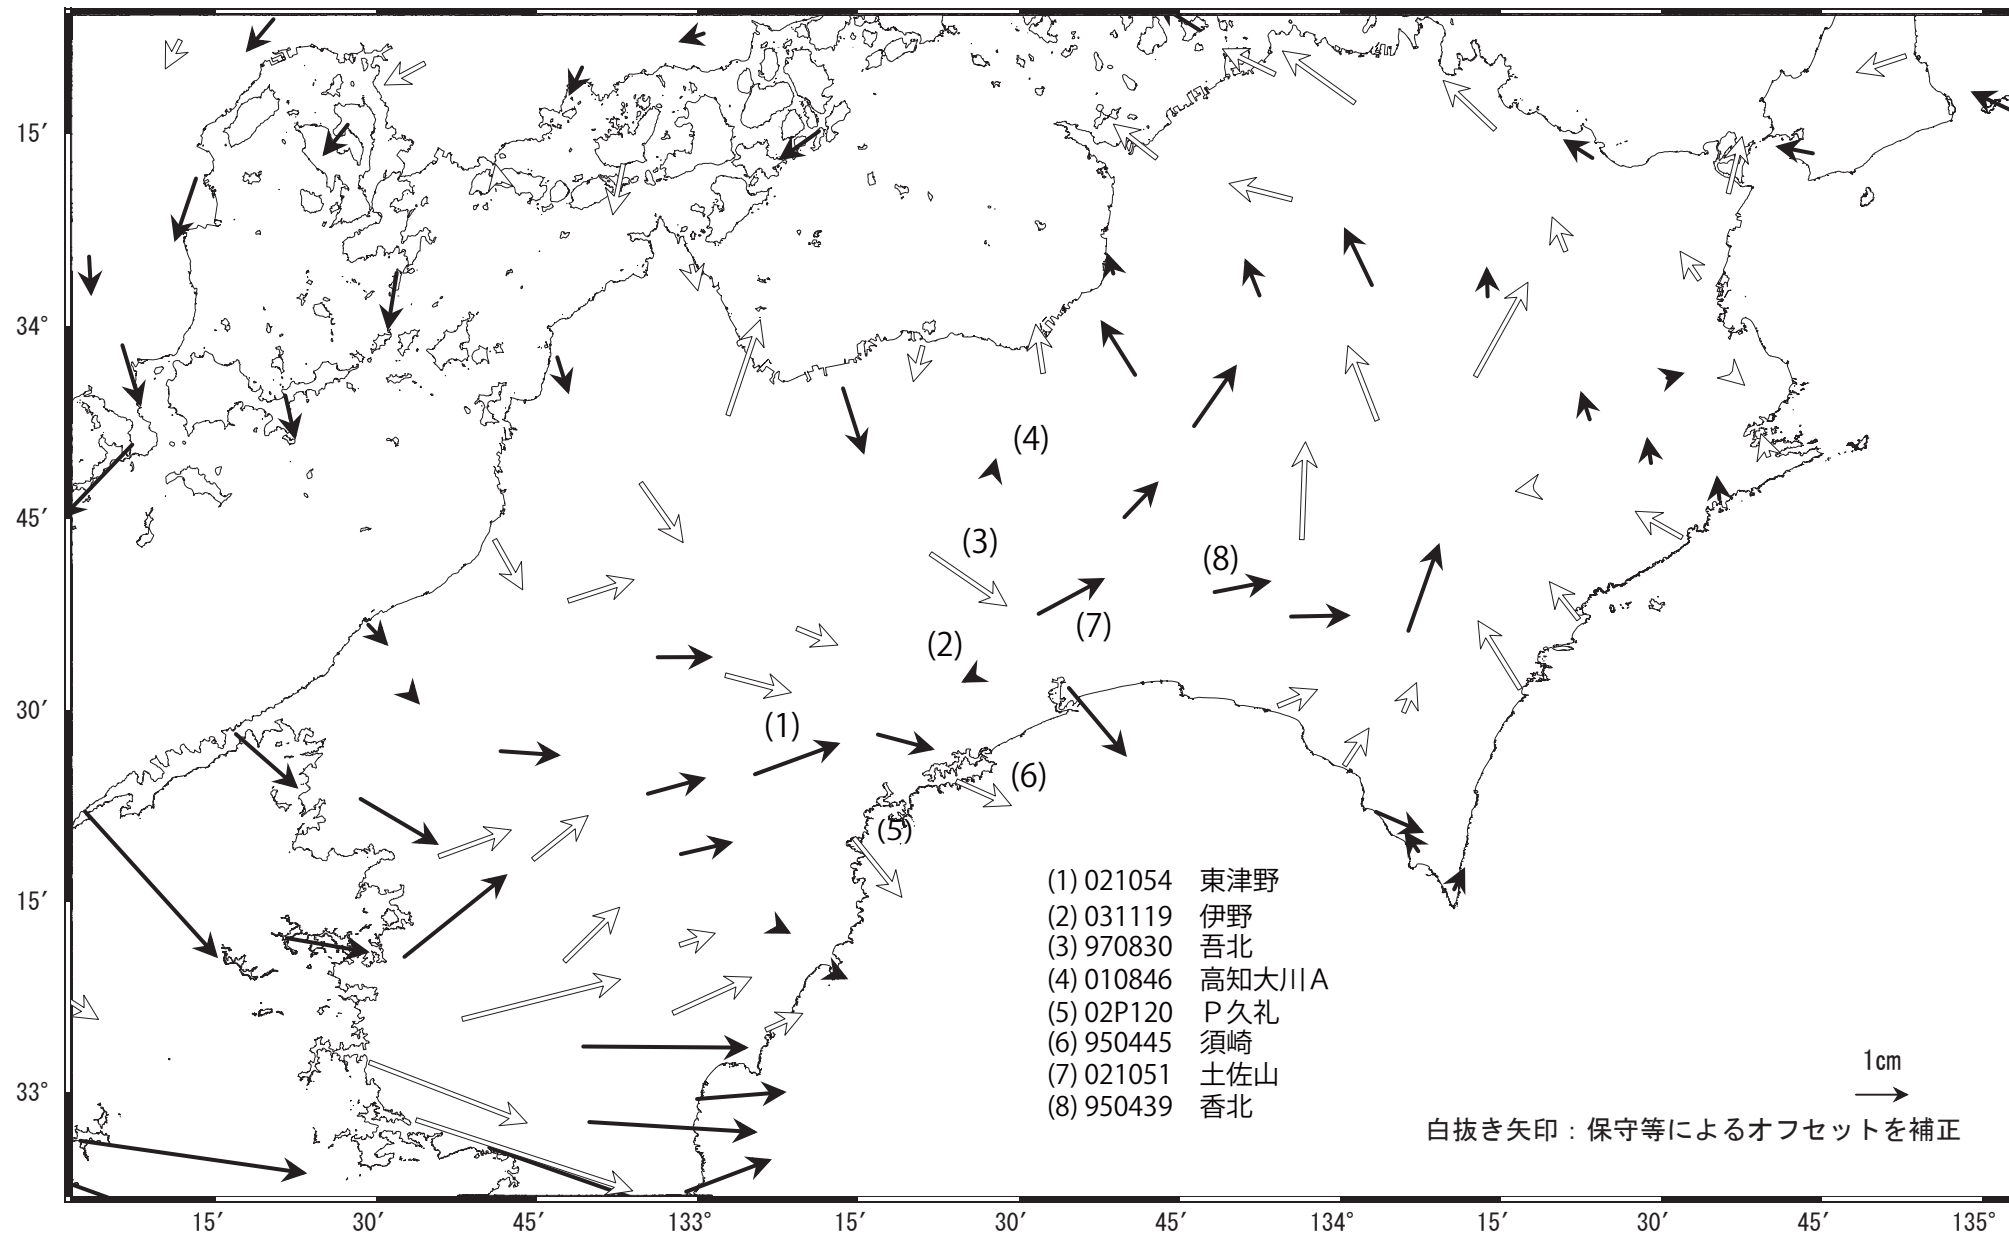 15′
34°
45′
30′
15′
33°
(4)
(3)
(8)
(7)
(2)
(1)
(6)
(5)
(1) 021054 東津野
(2) 031119 伊野
(3) 970830 吾北
(4) 010846 高知大川A
(5) 02P120 P久礼
(6) 950445 須崎
(7) 021051 土佐山
(8) 950439 香北
1cm
白抜き矢印：保守等によるオフセットを補正
15′ 30′ 45′ 133° 15′ 30′ 45′ 134° 15′ 30′ 45′ 135°